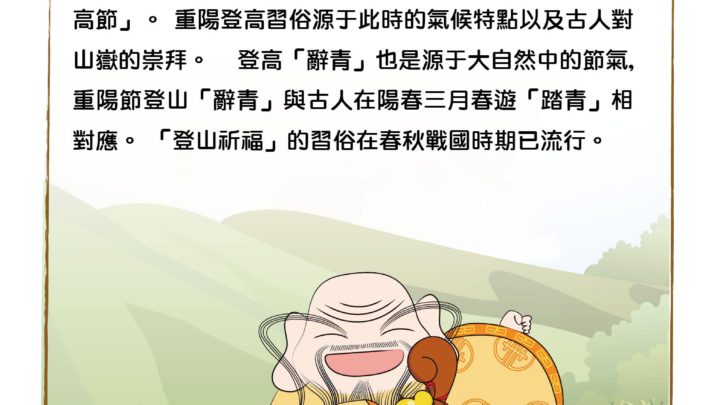 高節」。 重陽登高習俗源于此時的氣候特點以及古人對
山嶽的崇拜。 登高「辭青」也是源于大自然中的節氣,
重陽節登山「辭青」與古人在陽春三月春遊「踏青」相
對應。 「登山祈福」的習俗在春秋戰國時期已流行。